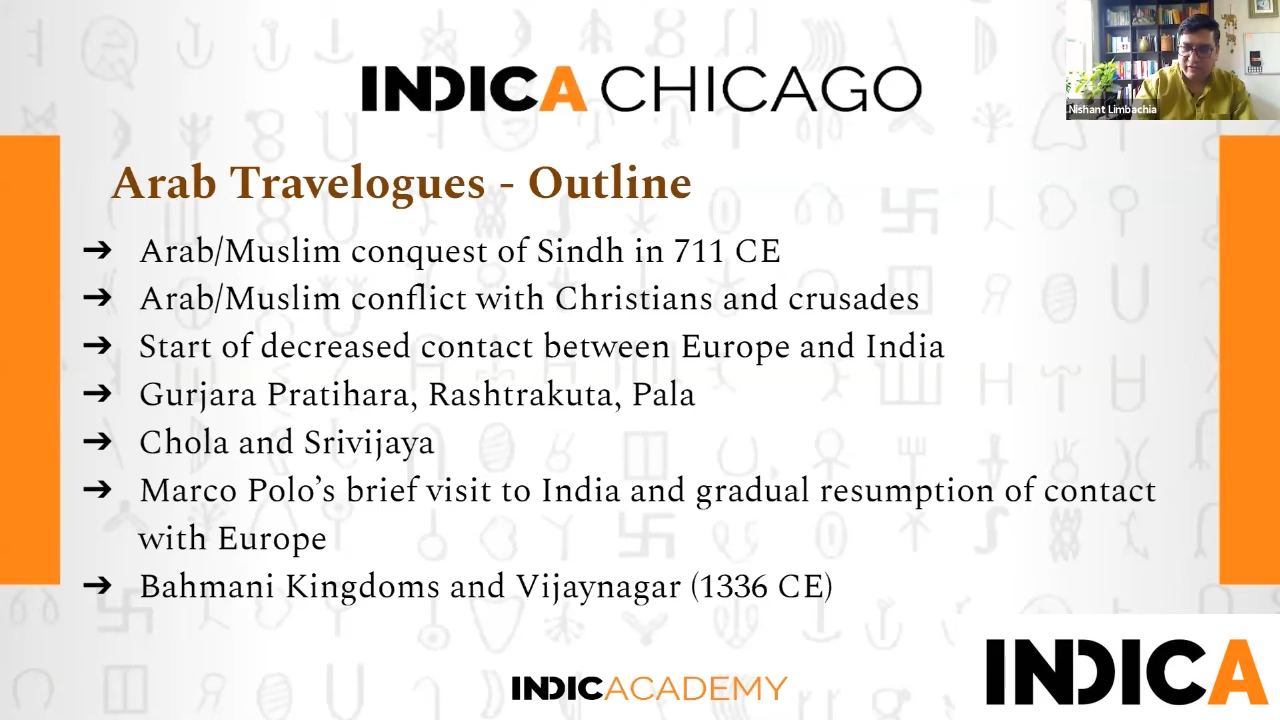 INDICA CHICAGO
Nishant Limbachia
Arab Travelogues - Outline
➔ Arab/Muslim conquest of Sindh in 711 CE
➔ Arab/Muslim conflict with Christians and crusades
➔ Start of decreased contact between Europe and India
➔ Gurjara Pratihara, Rashtrakuta, Pala
➔ Chola and Srivijaya
➔ Marco Polo’s brief visit to India and gradual resumption of contact
with Europe
➔ Bahmani Kingdoms and Vijaynagar (1336 CE)
INDICACADEMY
INDICA